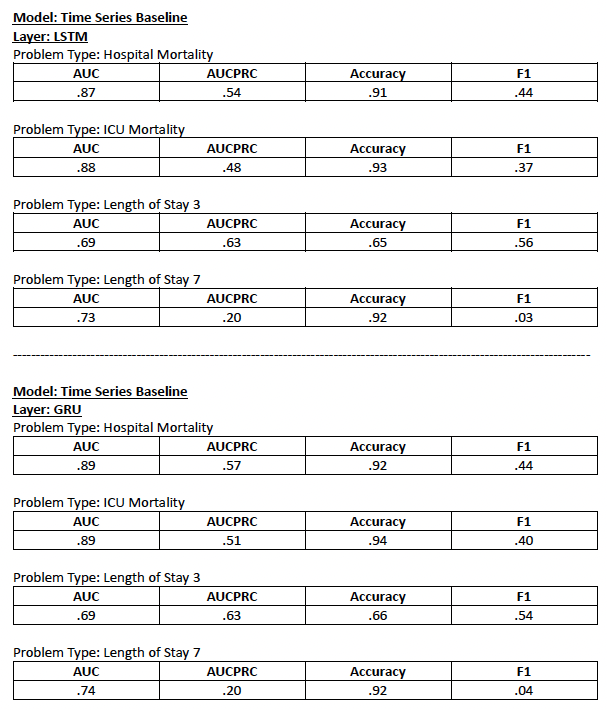 Model: Time Series Baseline
Layer: LSTM
Problem Type: Hospital Mortality
AUC AUCPRC Accuracy F1
.87 .54 .91 .44
Problem Type: ICU Mortality
AUC AUCPRC Accuracy F1
.88 .48 .93 .37
Problem Type: Length of Stay 3
AUC AUCPRC Accuracy F1
.69 .63 .65 .56
Problem Type: Length of Stay 7
AUC AUCPRC Accuracy F1
.73 .20 .92 .03
Model: Time Series Baseline
Layer: GRU
Problem Type: Hospital Mortality
AUC AUCPRC Accuracy F1
.89 .57 .92 .44
Problem Type: ICU Mortality
AUC AUCPRC Accuracy F1
.89 .51 .94 .40
Problem Type: Length of Stay 3
AUC AUCPRC Accuracy F1
.69 .63 .66 .54
Problem Type: Length of Stay 7
AUC AUCPRC Accuracy F1
.74 .20 .92 .04